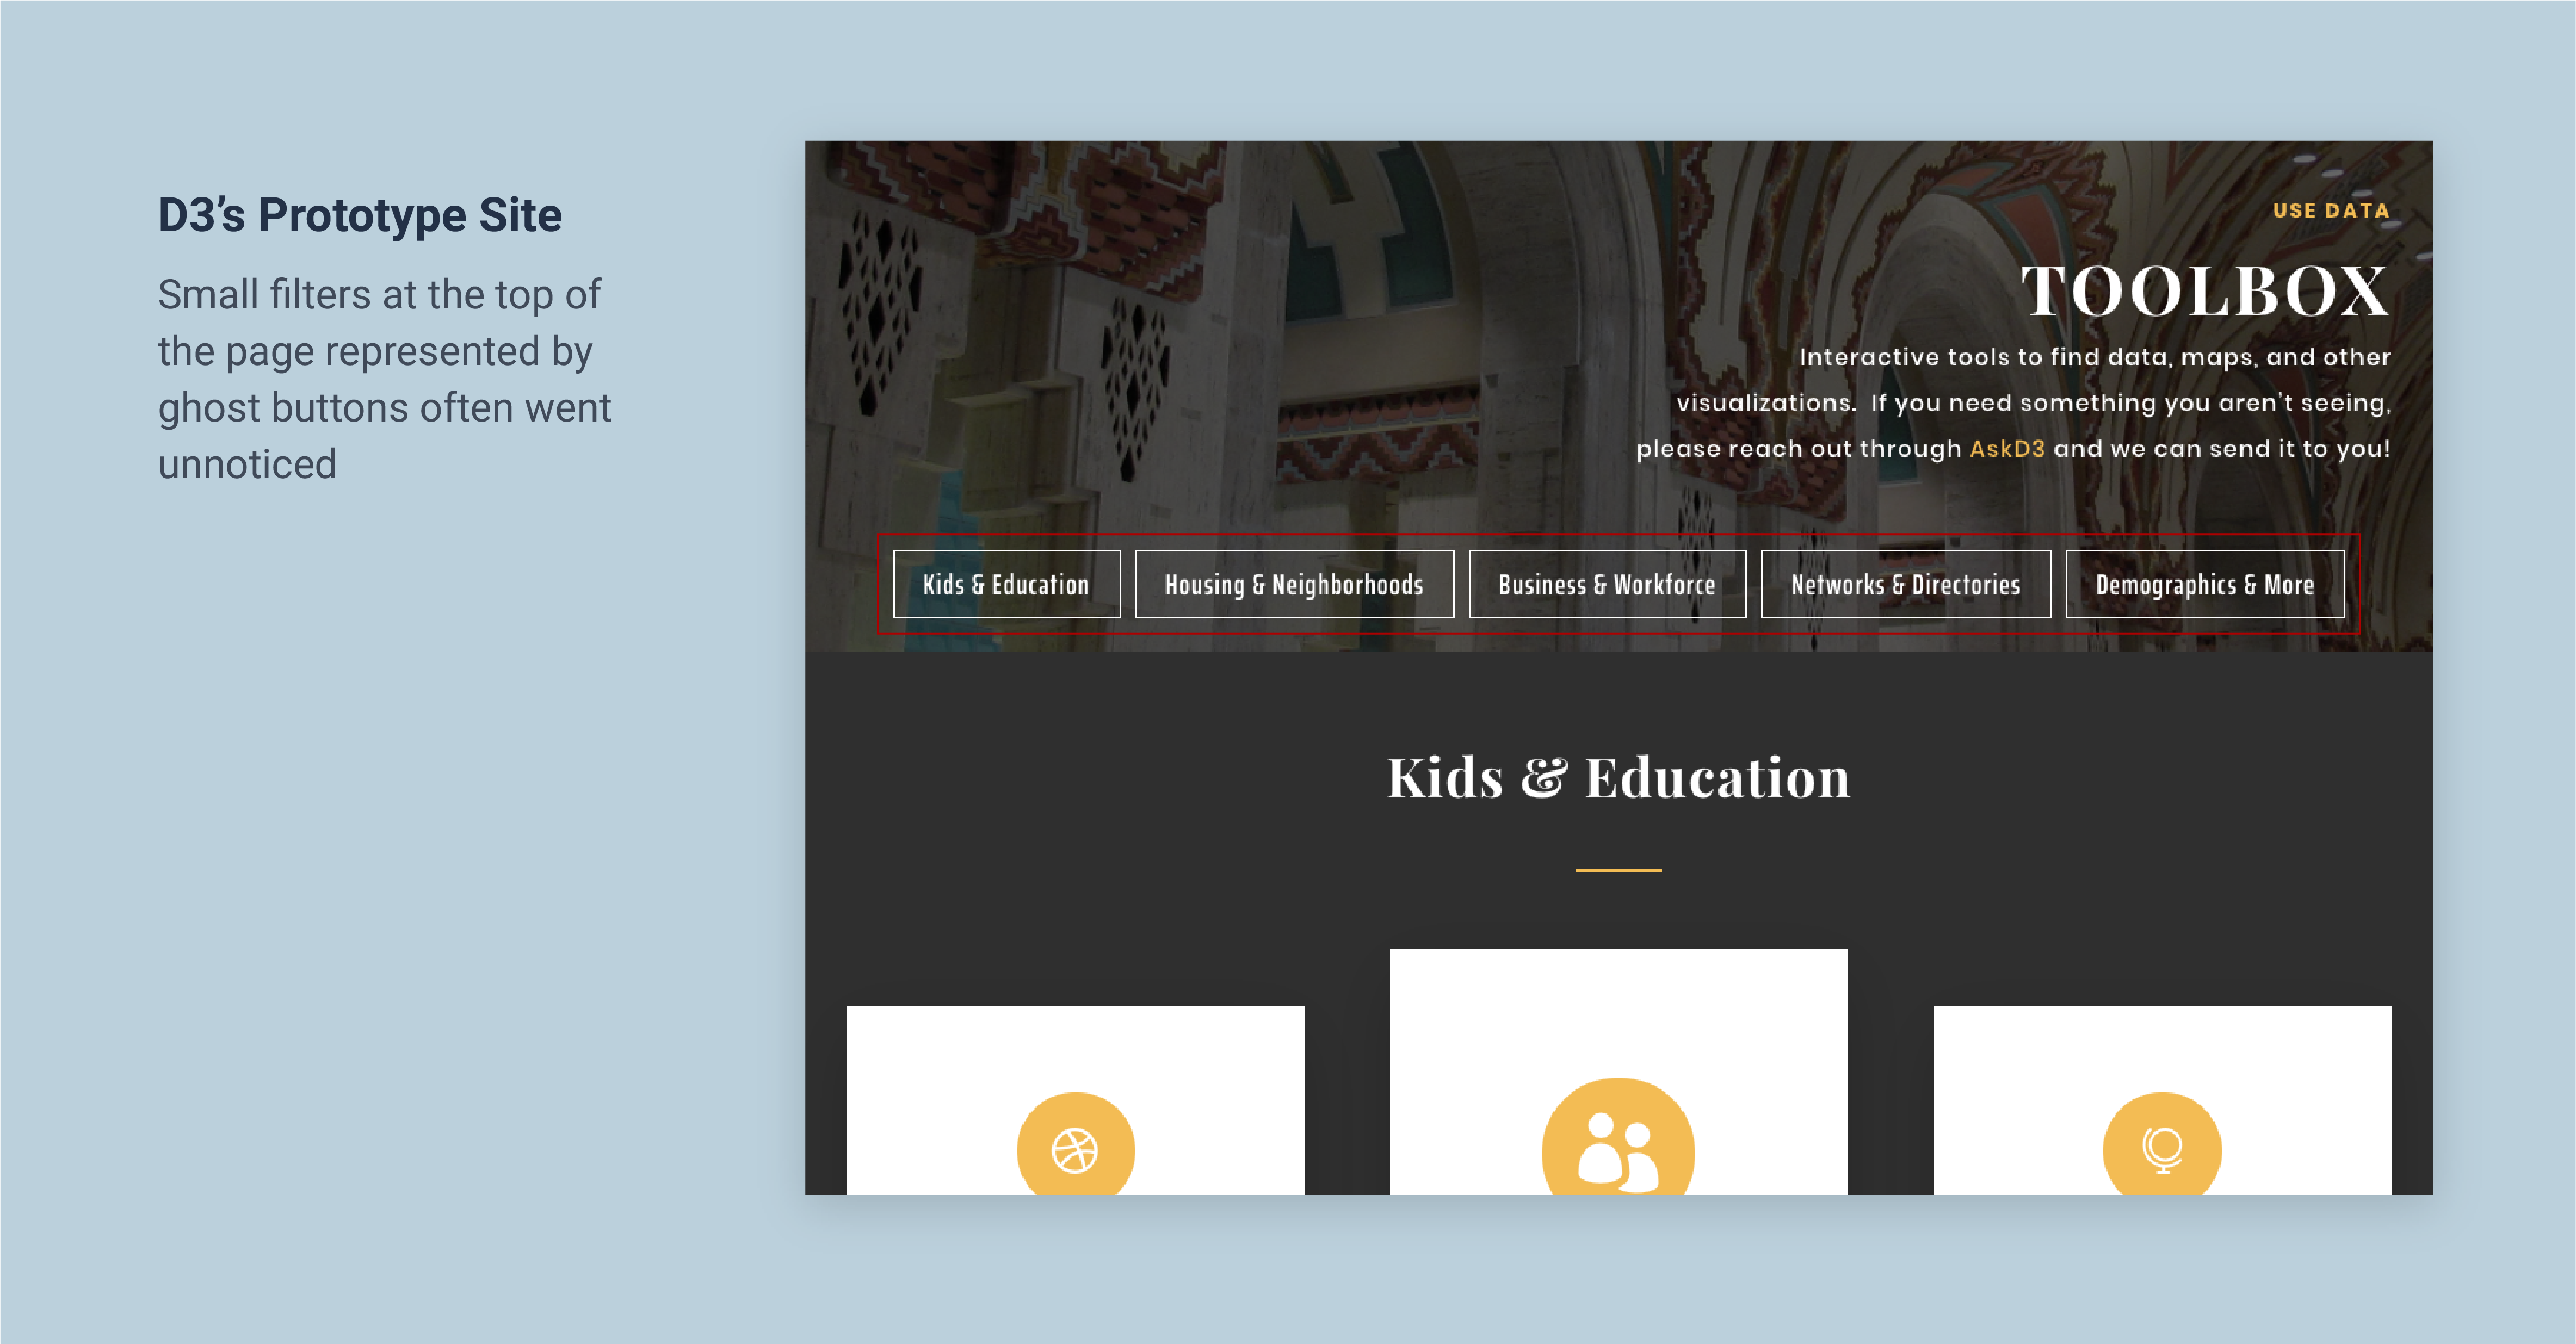 D3’s Prototype Site
Small filters at the top of
the page represented by
ghost buttons often went
unnoticed
USE DATA
TOOLBOX
Interactive tools to find data, maps, and other
visualizations. If you need something you aren't seeing,
please reach out through AskD3 and we can send it to you!
Kids & Education
Housing & Neighborhoods
Business & Workforce
Networks & Directories
Demographics & More
Kids & Education